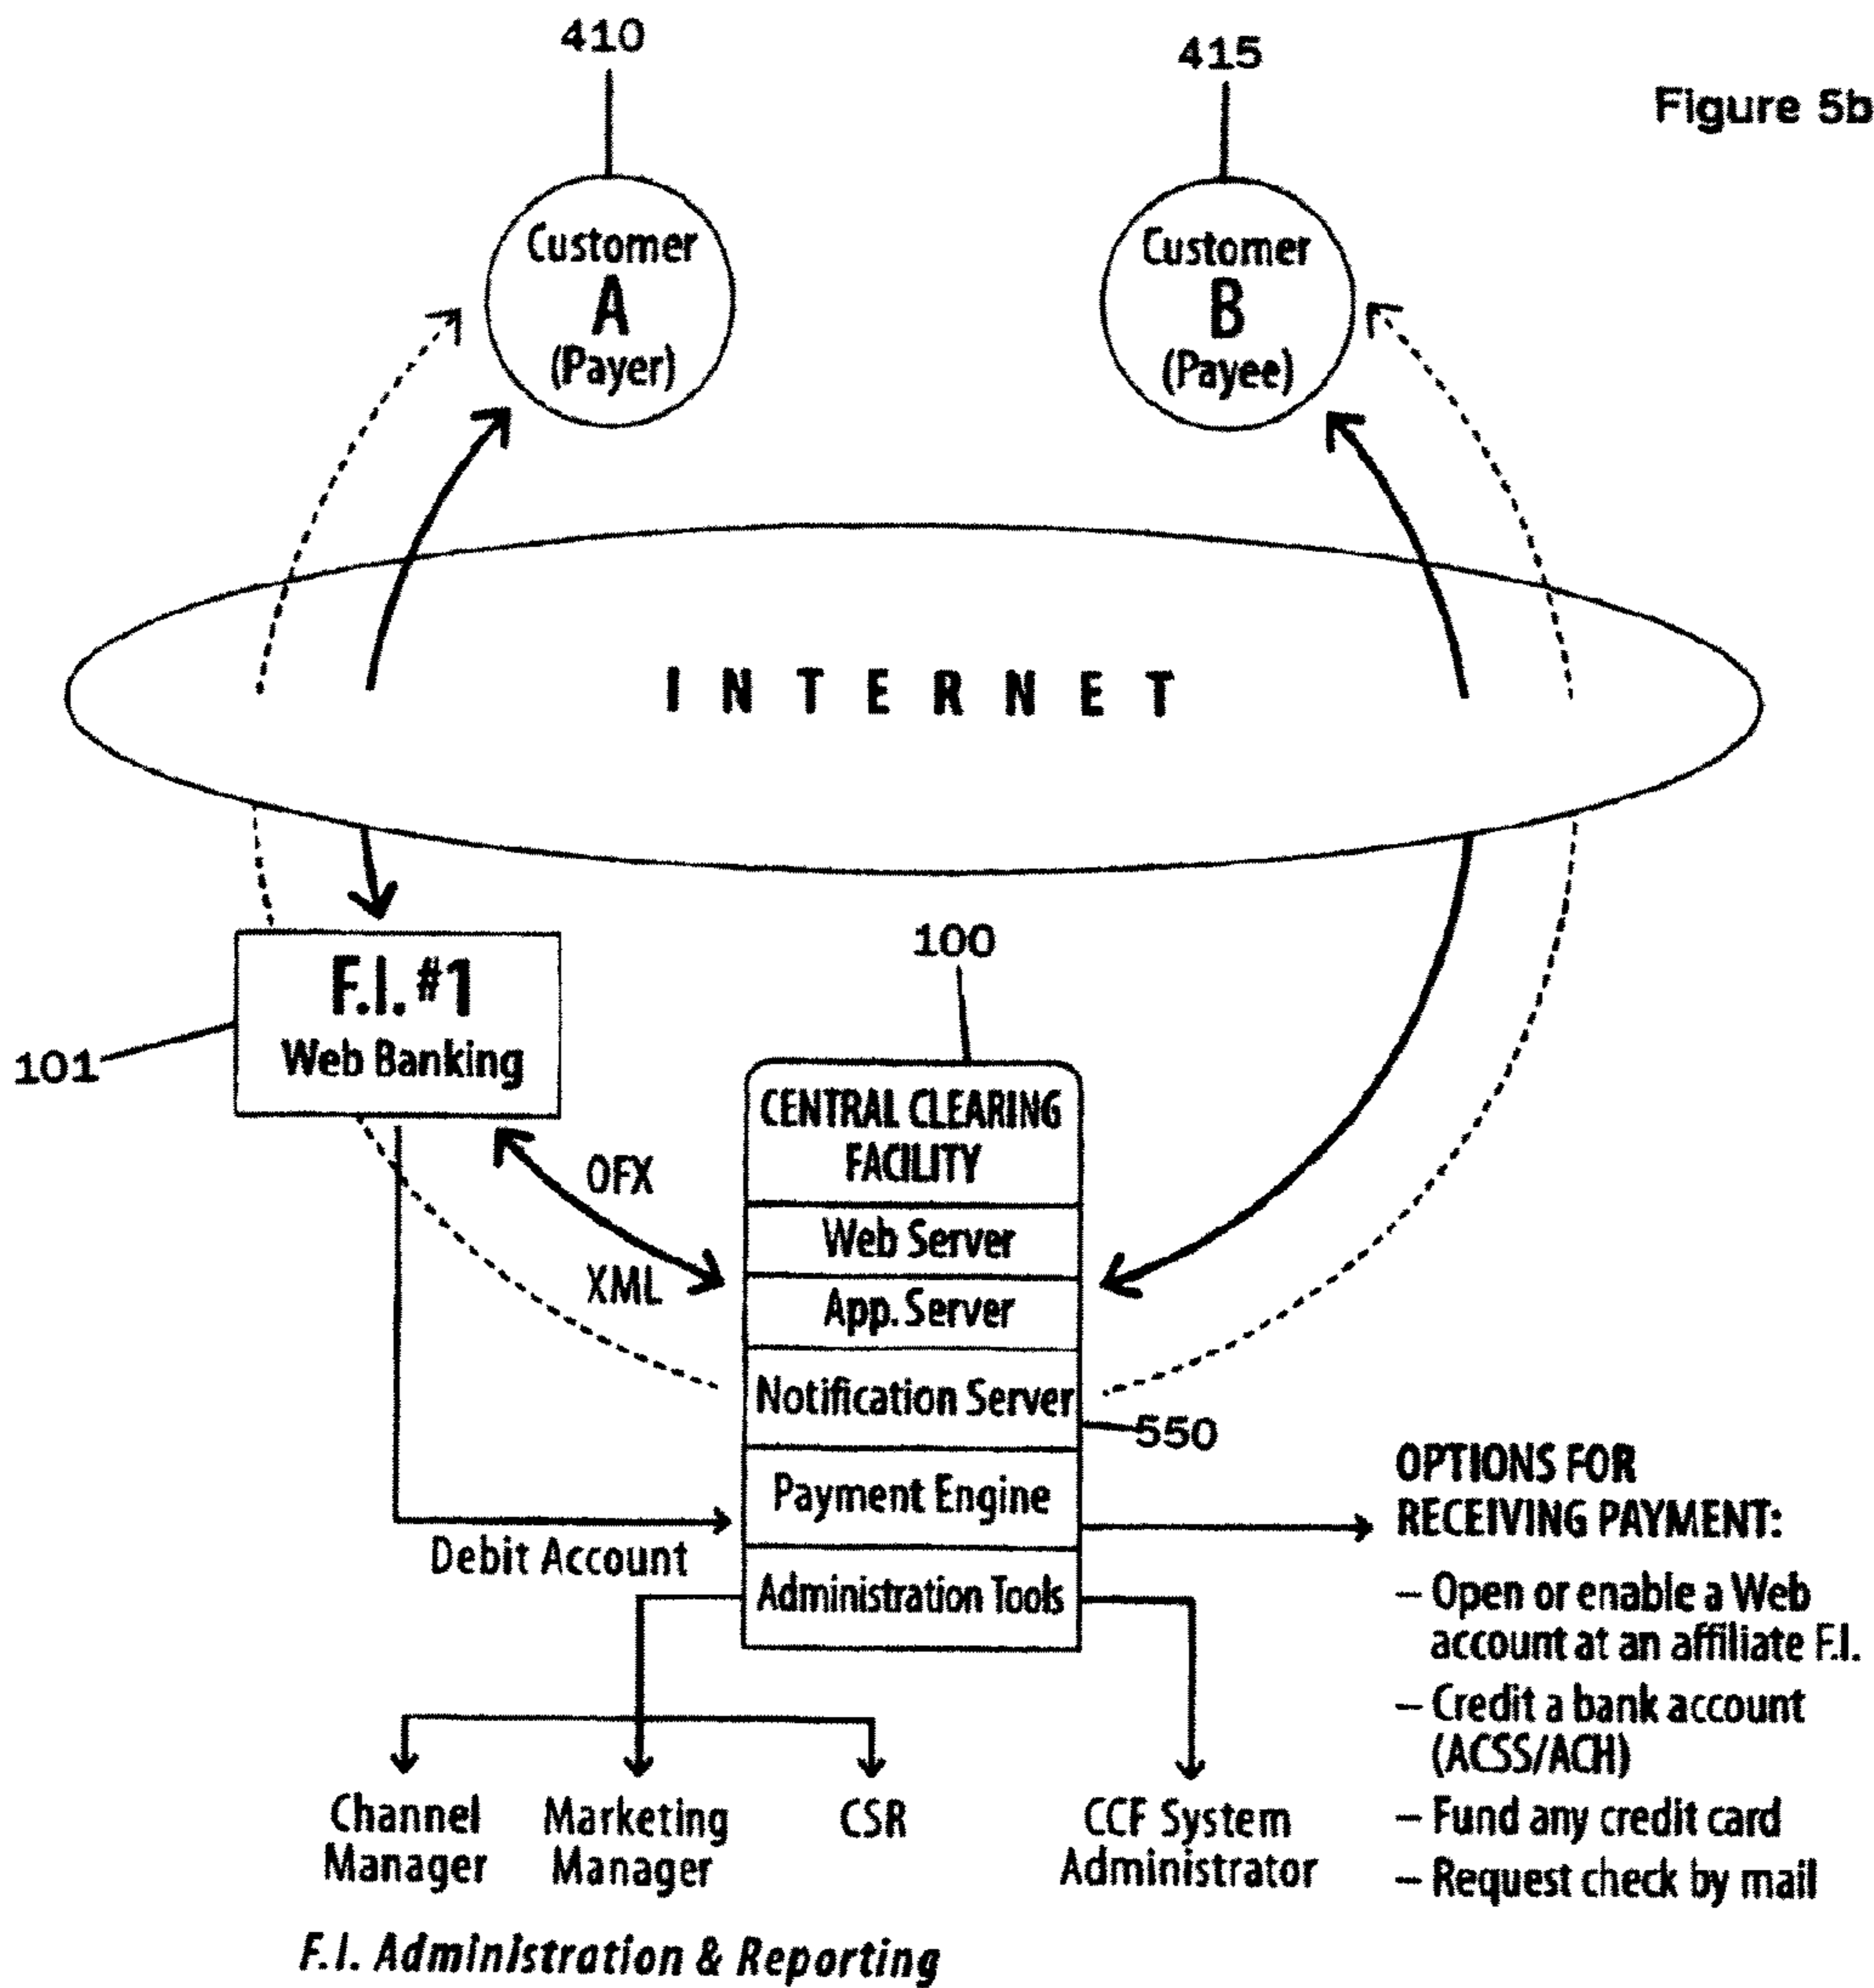 410
415
Figure 5b
Customer
A
(Payer)
Customer
B
(Payee)
INTERNET
100
F.I. #1
Web Banking
101
CENTRAL CLEARING
FACILITY
OFX
Web Server
XML
App. Server
Notification Server
550
Payment Engine
Debit Account
Administration Tools
OPTIONS FOR
RECEIVING PAYMENT:
– Open or enable a Web
account at an affiliate F.I.
– Credit a bank account
(ACSS/ACH)
– Fund any credit card
– Request check by mail
Channel
Manager
Marketing
Manager
CSR
CCF System
Administrator
F.I. Administration & Reporting